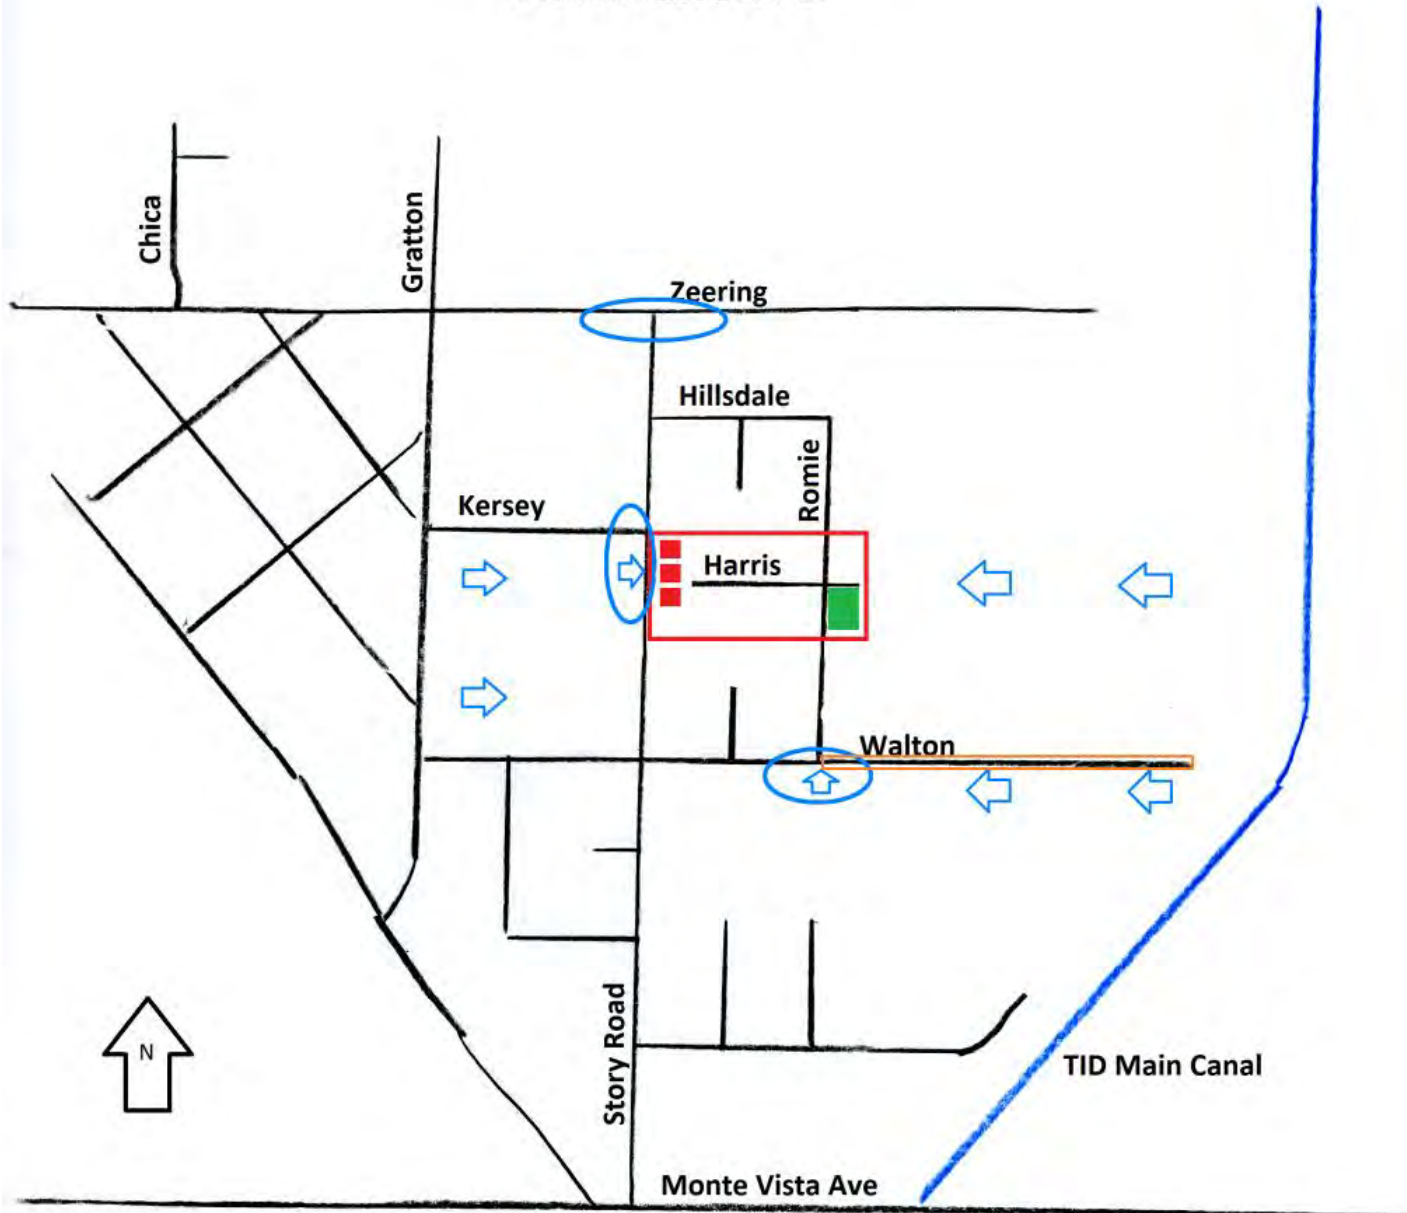 Chica
Gratton
Zeering
Hillsdale
Romie
Kersey
Harris
Walton
Story Road
N
TID Main Canal
Monte Vista Ave